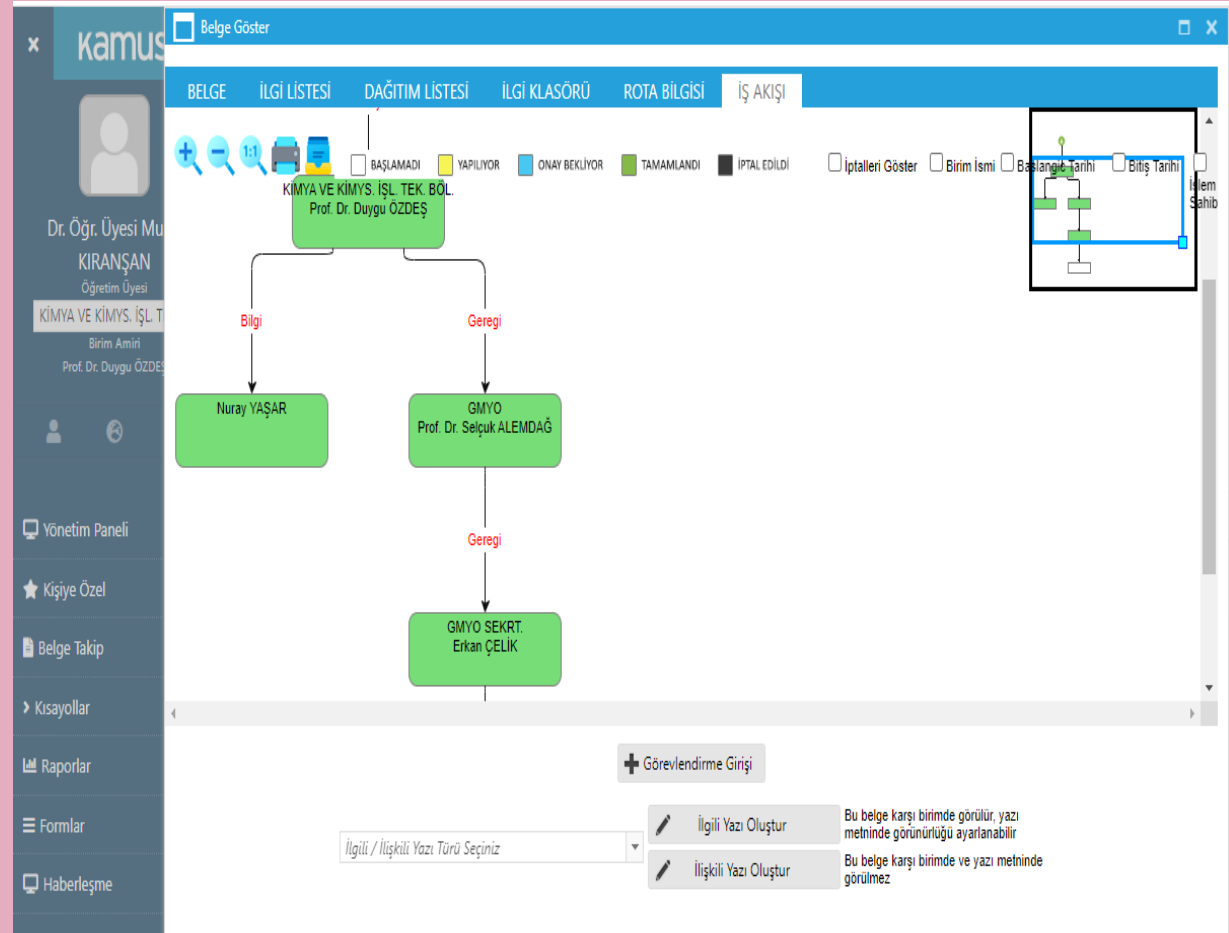 Belge Göster
kamus
BELGE
İLGİ LİSTESİ
DAĞITIM LİSTESİ
İLGİ KLASÖRÜ
ROTA BİLGİSİ
İŞ AKIŞI
1:1
BAŞLAMADI
YAPILIYOR
ONAY BEKLİYOR
TAMAMLANDI
İPTAL EDİLDİ
İptalleri Göster
Birim İsmi
Başlangıç Tarihi
Bitiş Tarihi
İşlem
Sahib
Dr. Öğr. Üyesi Mu
KIRANŞAN
Öğretim Üyesi
KİMYA VE KİMYS. İŞL. T
Birim Amiri
Prof. Dr. Duygu ÖZDEŞ
Yönetim Paneli
Kişiye Özel
Belge Takip
Kısayollar
Raporlar
Formlar
Haberleşme
KİMYA VE KİMYS. İŞL. TEK. BÖL.
Prof. Dr. Duygu ÖZDEŞ
Bilgi
Geregi
Nuray YAŞAR
GMYO
Prof. Dr. Selçuk ALEMDAĞ
Geregi
GMYO SEKRT.
Erkan ÇELİK
Görevlendirme Girişi
İlgili / İlişkili Yazı Türü Seçiniz
İlgili Yazı Oluştur
Bu belge karşı birimde görülür, yazı
metninde görünürlüğü ayarlanabilir
İlişkili Yazı Oluştur
Bu belge karşı birimde ve yazı metninde
görülmez